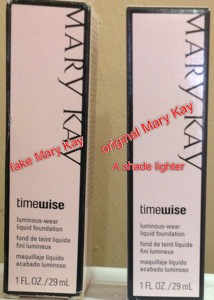 MARY KAY
fake Mary Kay
timewise
luminous-wear
liquid foundation
fond de teint liquide
fini lumineux
maquillaje líquido
acabado luminoso
1 FL. OZ./29 mL
MARY KAY
original Mary Kay
A shade lighter
timewise
luminous-wear
liquid foundation
fond de teint liquide
fini lumineux
maquillaje líquido
acabado luminoso
1 FL. OZ./29 mL